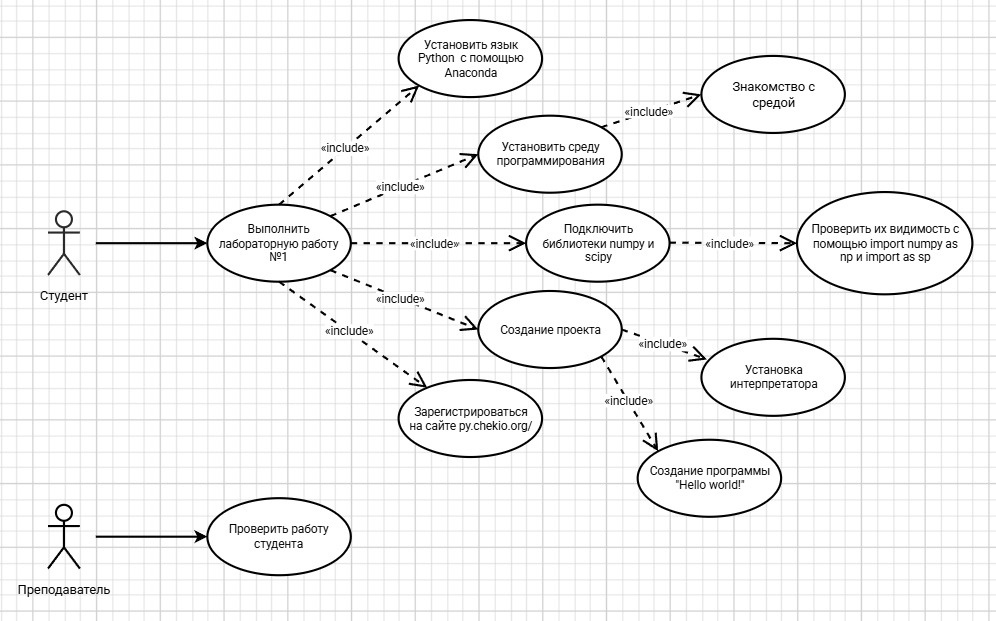 Установить язык
Python с помощью
Anaconda
Знакомство с
средой
«include»
«include»
Установить среду
программирования
«include»
Выполнить
лабораторную работу
№1
«include»
Подключить
библиотеки numpy и
scipy
«include»
Проверить их видимость с
помощью import numpy as
np и import as sp
Студент
«include»
Создание проекта
«include»
«include»
Установка
интерпретатора
«include»
Зарегистрироваться
на сайте py.chekio.org/
Создание программы
"Hello world!"
Проверить работу
студента
Преподаватель